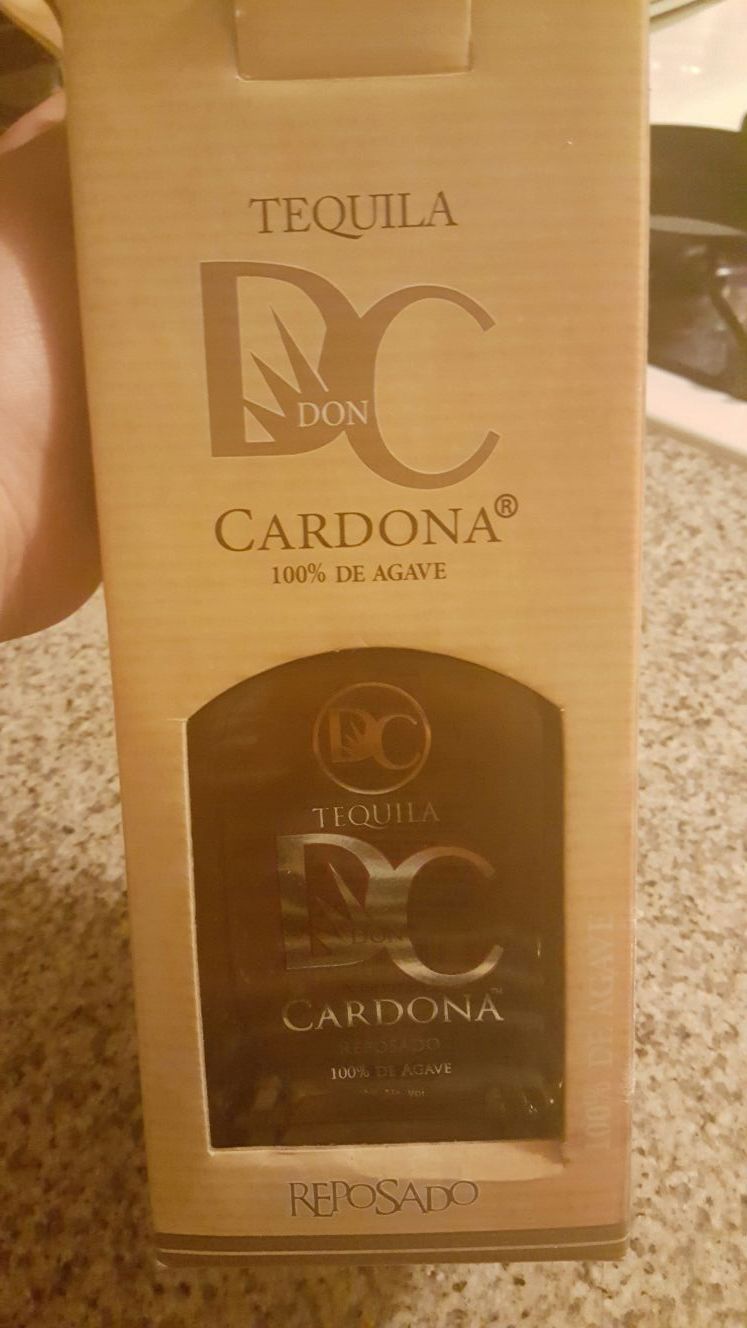 TEQUILA
DC
DON
CARDONA®
100% DE AGAVE
DC
TEQUILA
DC
DON
CARDONA™
REPOSADO
100% DE AGAVE
REPOSADO
100% DE AGAVE